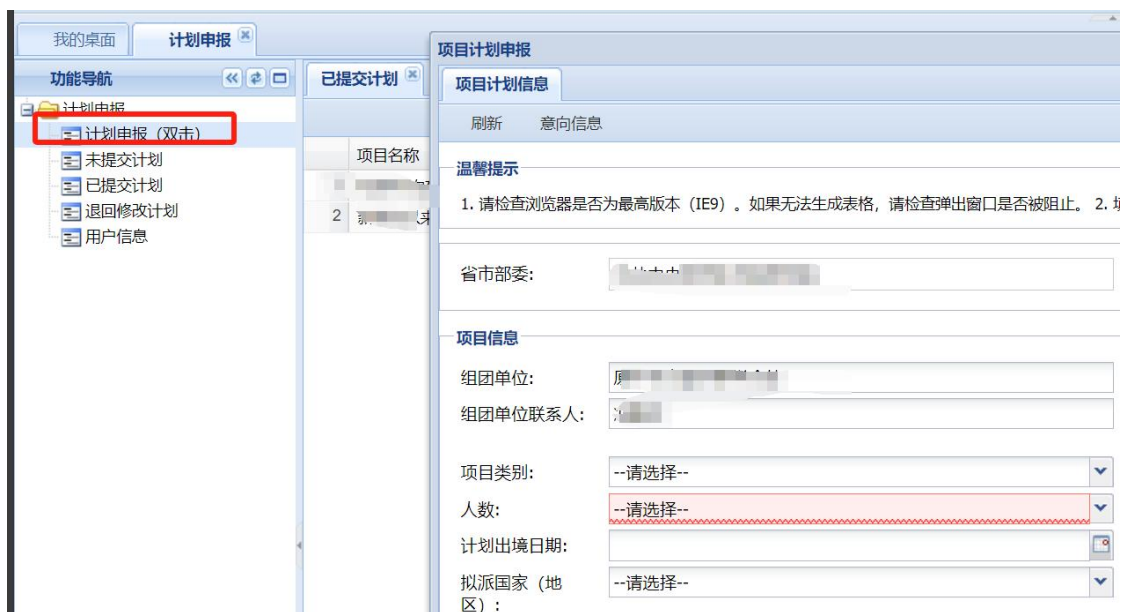 我的桌面
计划申报
功能导航
计划申报
计划申报（双击）
未提交计划
已提交计划
退回修改计划
用户信息
已提交计划
项目名称
2
项目计划申报
项目计划信息
刷新 意向信息
温馨提示
1. 请检查浏览器是否为最高版本（IE9）。如果无法生成表格，请检查弹出窗口是否被阻止。 2.
省市部委:
项目信息
组团单位:
组团单位联系人:
项目类别: --请选择--
人数: --请选择--
计划出境日期:
拟派国家（地
区）: --请选择--